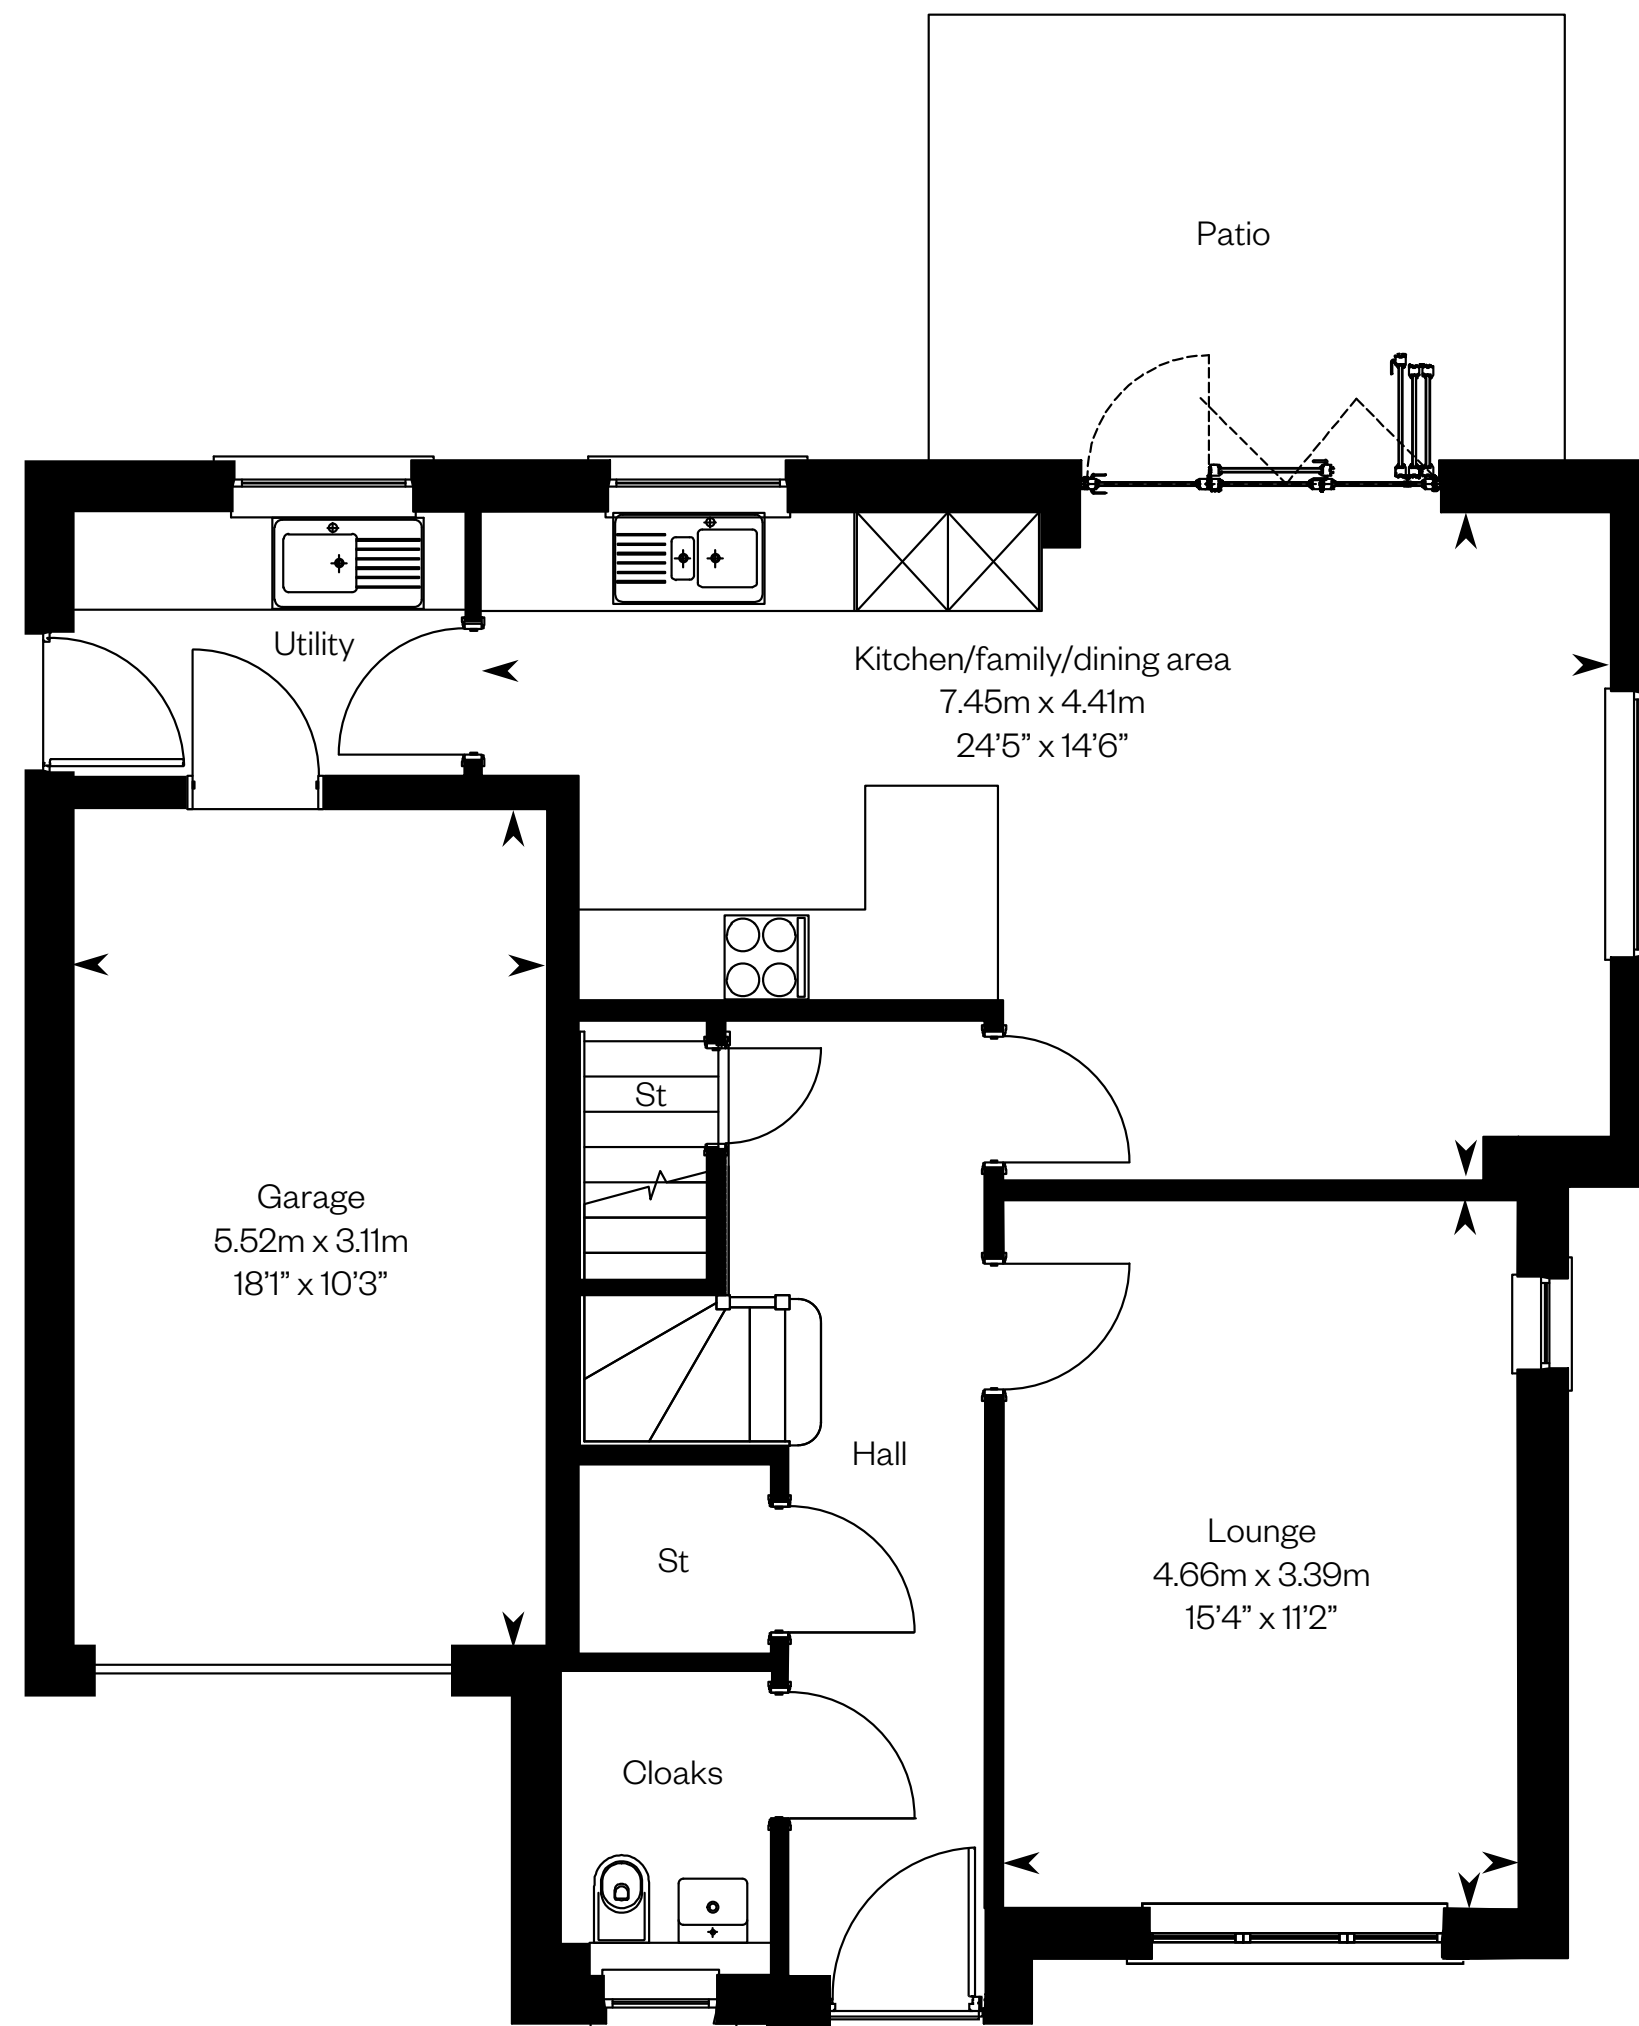 Patio
Utility
Kitchen/family/dining area
7.45m x 4.41m
24’5” x 14’6”
St
Garage
5.52m x 3.11m
18’1” x 10’3”
Hall
Lounge
4.66m x 3.39m
15’4” x 11’2”
St
Cloaks